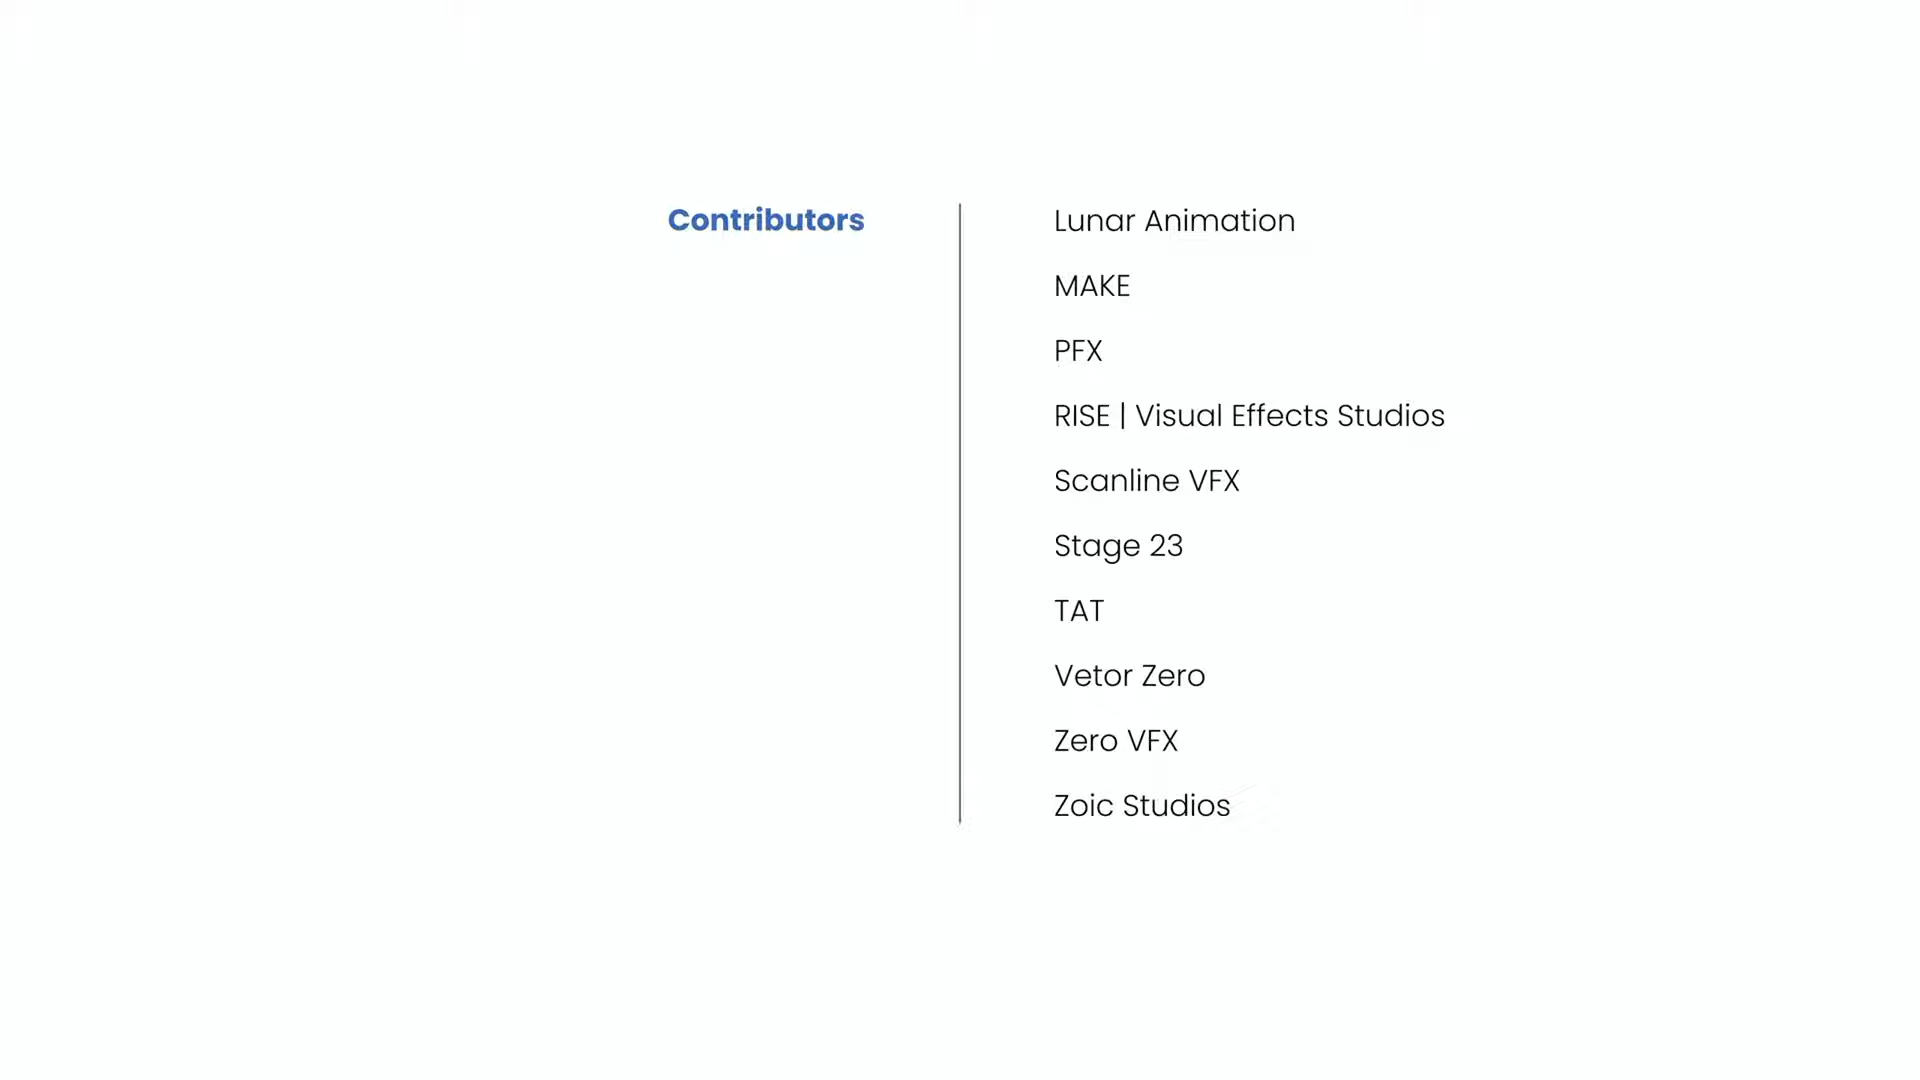 Contributors
Lunar Animation
MAKE
PFX
RISE | Visual Effects Studios
Scanline VFX
Stage 23
TAT
Vetor Zero
Zero VFX
Zoic Studios